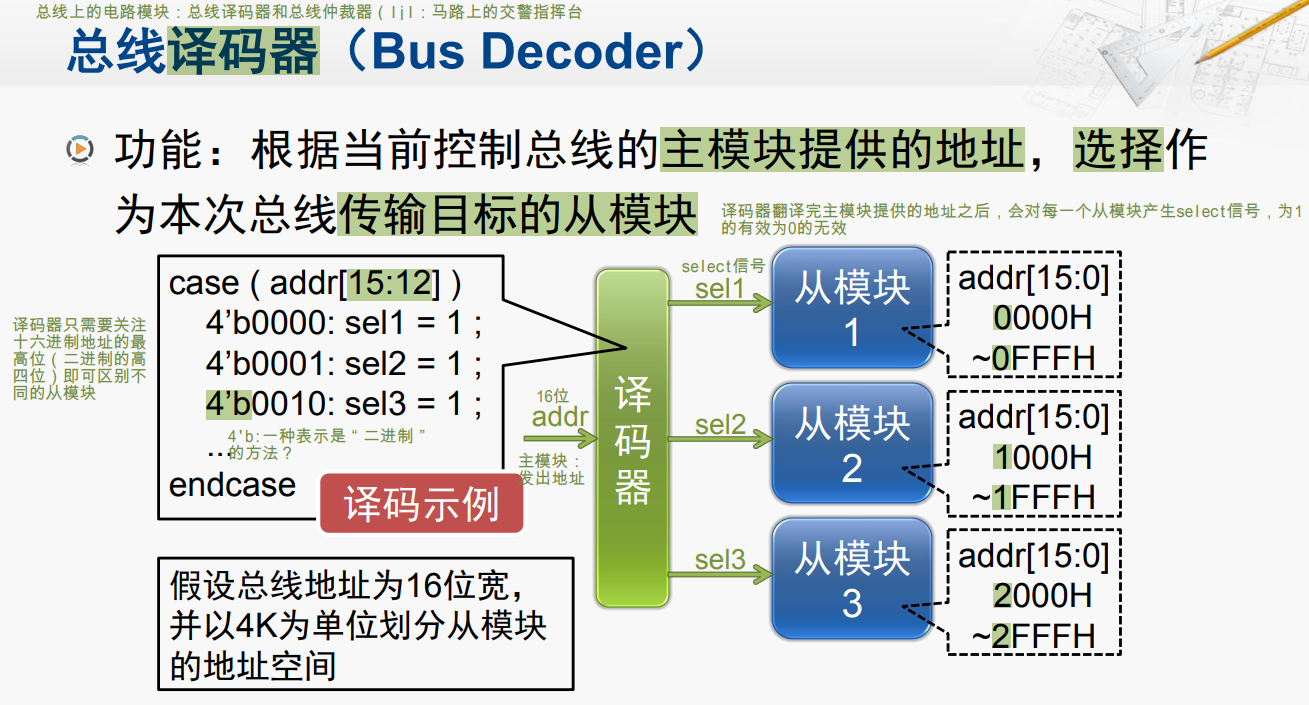 总线上的电路模块：总线译码器和总线仲裁器（ljl：马路上的交警指挥台
总线译码器（Bus Decoder）
功能：根据当前控制总线的主模块提供的地址，选择作
为本次总线传输目标的从模块
译码器翻译完主模块提供的地址之后，会对每一个从模块产生select信号，为1
的有效为0的无效
译码器只需要关注
十六进制地址的最
高位（二进制的高
四位）即可区别不
同的从模块
case ( addr[15:12] )
4’b0000: sel1 = 1 ;
4’b0001: sel2 = 1 ;
4’b0010: sel3 = 1 ;
4'b:一种表示是“二进制”
…的方法？
endcase
译码示例
假设总线地址为16位宽，
并以4K为单位划分从模块
的地址空间
16位
addr
主模块：
发出地址
译
码
器
select信号
sel1
从模块
1
addr[15:0]
0000H
~0FFFH
sel2
从模块
2
addr[15:0]
1000H
~1FFFH
sel3
从模块
3
addr[15:0]
2000H
~2FFFH